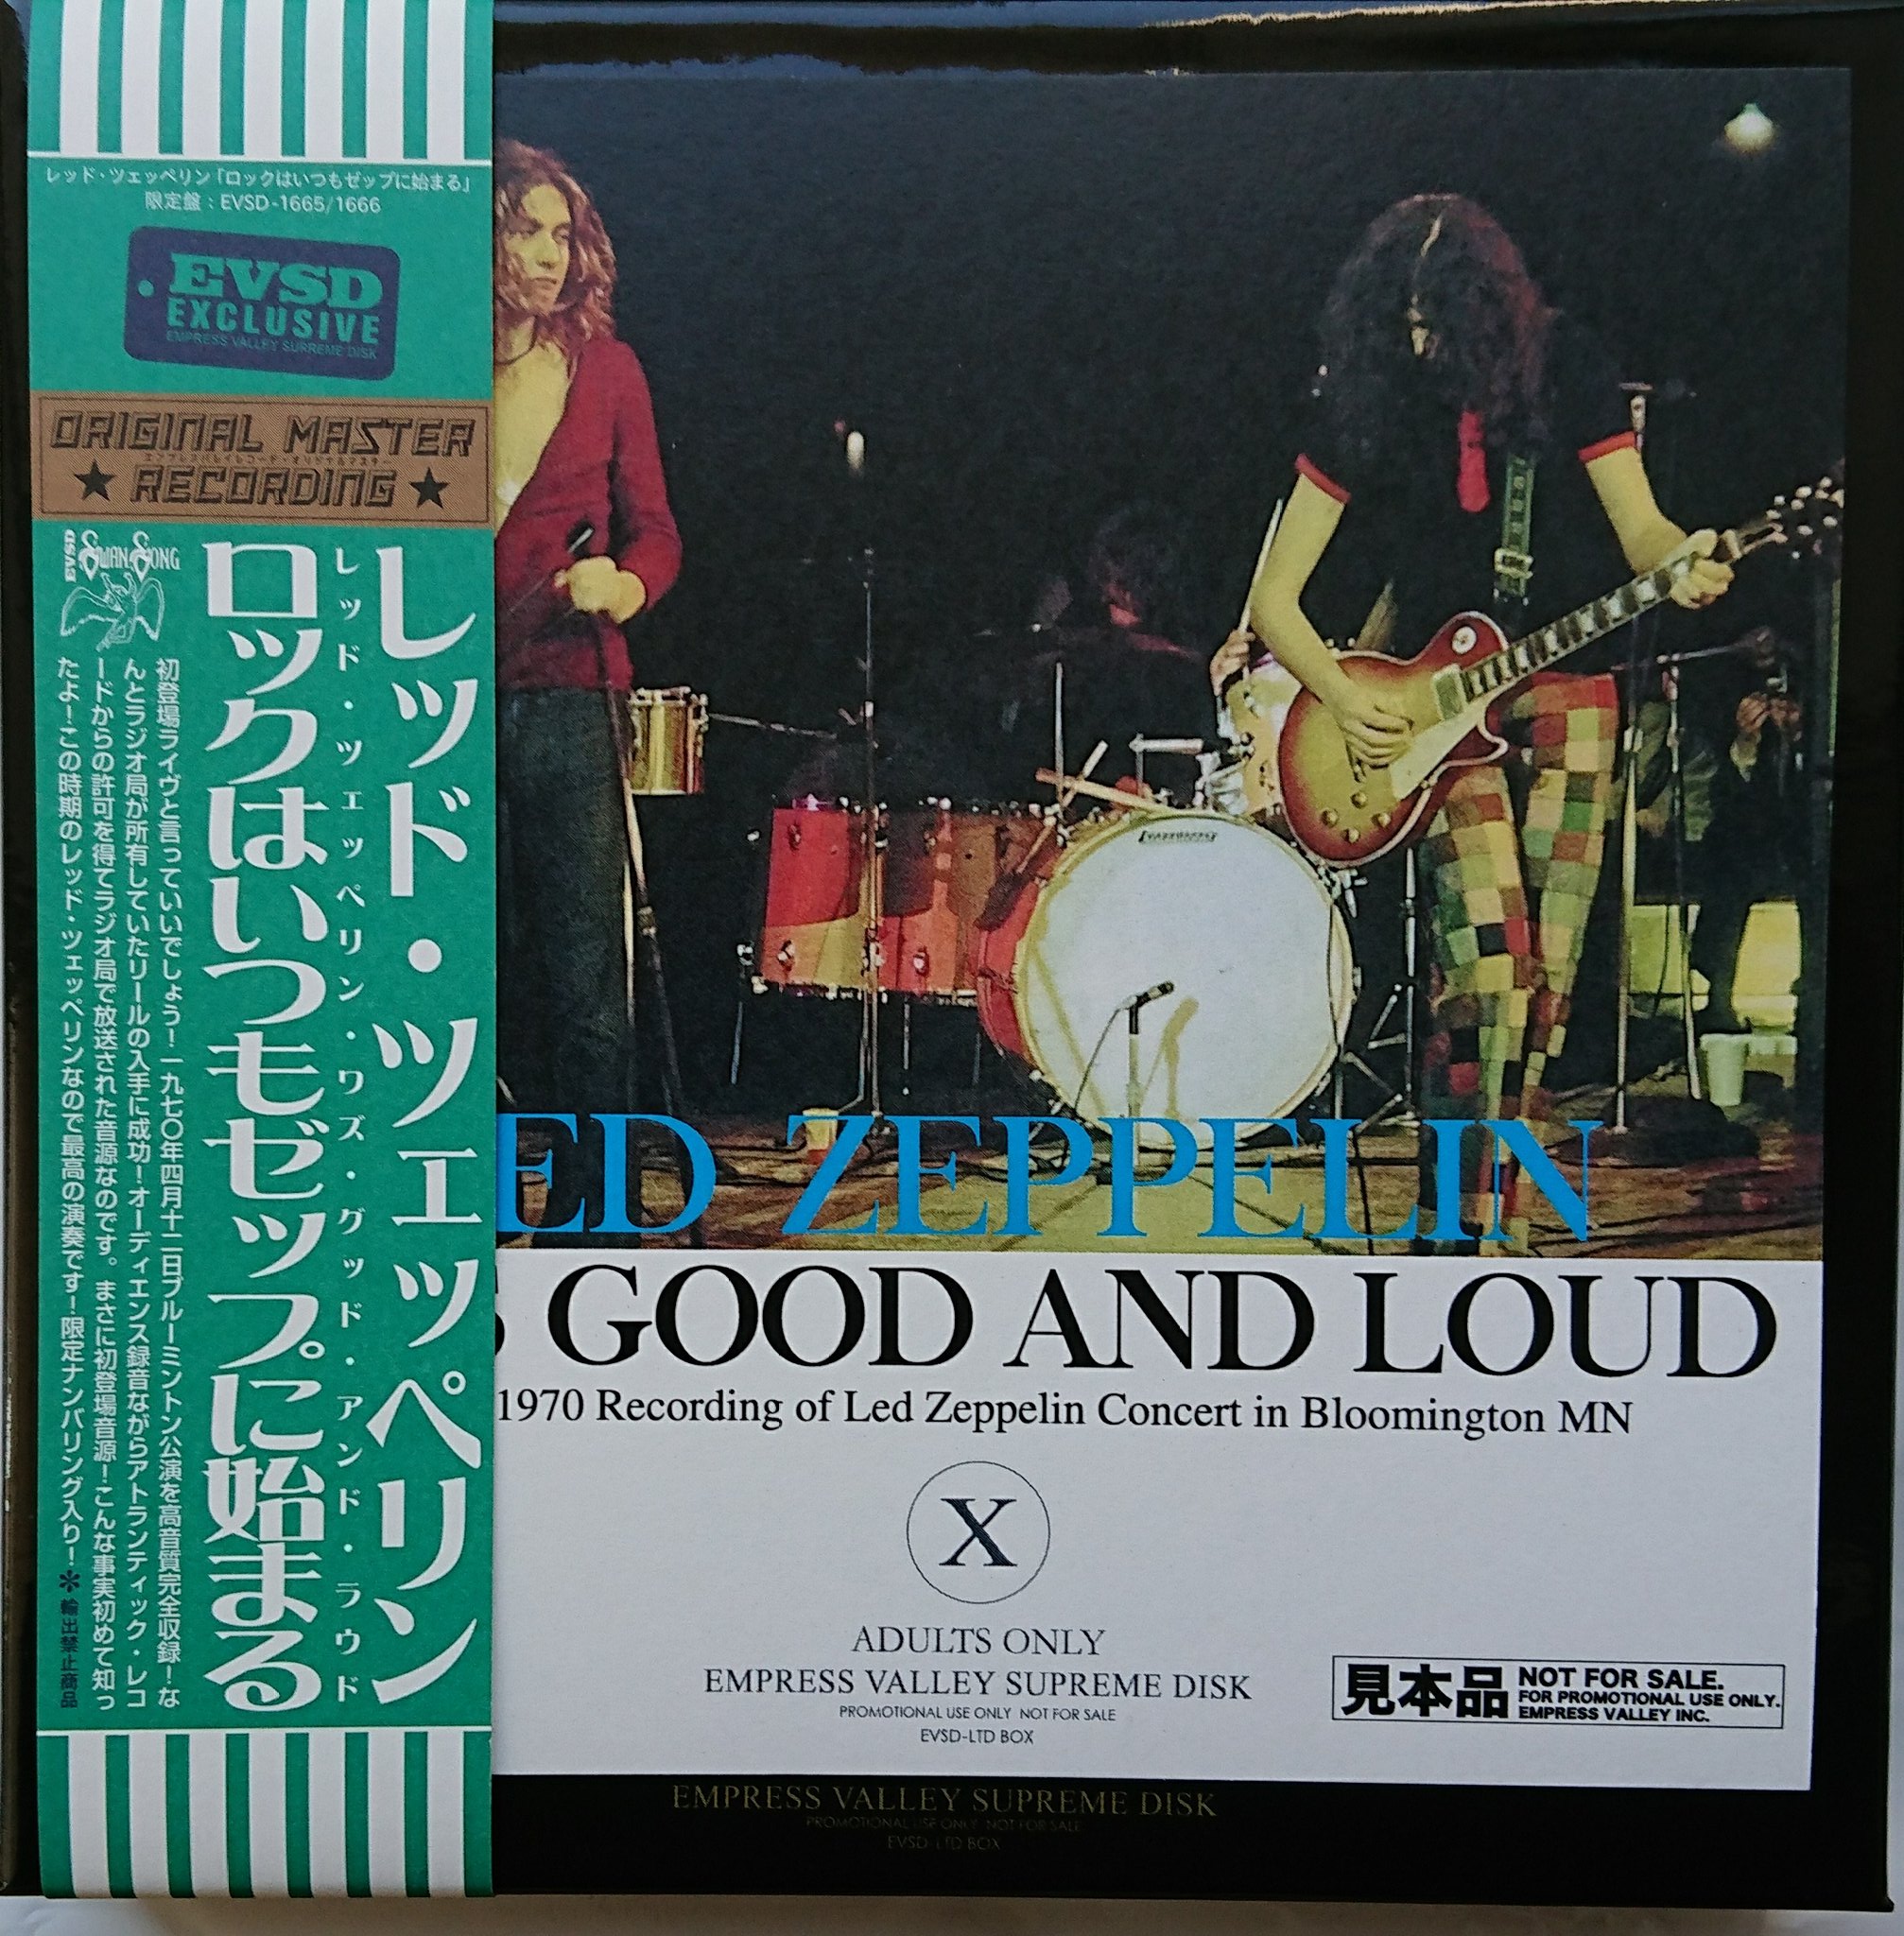 レッド・ツェッペリン「ロックはいつもゼップに始まる」
限定盤：EVSD-1665/1666
EVSD
EXCLUSIVE
EMPRESS VALLEY SUPREME DISK
ORIGINAL MASTER
RECORDING
レッド・ツェッペリン
レッド・ツェッペリン・ワズ・グッド・アンド・ラウド
ロックはいつもゼップに始まる
SWAN SONG
EVSD
初登場ライヴと言っていいでしょう！一九七〇年四月十二日ブルーミントン公演を高音質完全収録！な
んとラジオ局が所有していたリールの入手に成功！オーディエンス録音ながらアトランティック・レコ
ードからの許可を得てラジオ局で放送された音源なのです。まさに初登場音源！こんな事実初めて知っ
たよ！この時期のレッド・ツェッペリンなので最高の演奏です！限定ナンバリング入り！＊輸出禁止商品
ED ZEPPELIN
S GOOD AND LOUD
1970 Recording of Led Zeppelin Concert in Bloomington MN
X
ADULTS ONLY
EMPRESS VALLEY SUPREME DISK
PROMOTIONAL USE ONLY NOT FOR SALE
EVSD-LTD BOX
見本品 NOT FOR SALE.
FOR PROMOTIONAL USE ONLY.
EMPRESS VALLEY INC.
EMPRESS VALLEY SUPREME DISK
PROMOTIONAL USE ONLY NOT FOR SALE
EVSD-LTD BOX